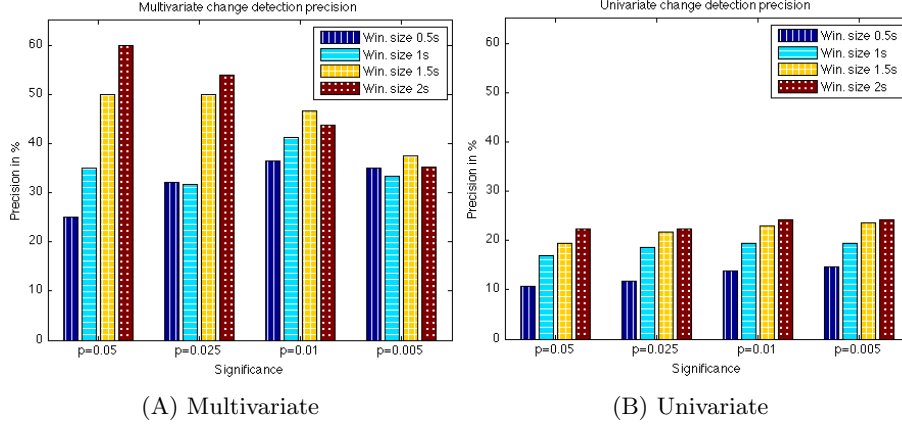 Multivariate change detection precision
60
50
40
30
20
10
0
Precision in %
Win. size 0.5s
Win. size 1s
Win. size 1.5s
Win. size 2s
p=0.05 p=0.025 p=0.01 p=0.005
Significance
(A) Multivariate
Univariate change detection precision
60
50
40
30
20
10
0
Precision in %
Win. size 0.5s
Win. size 1s
Win. size 1.5s
Win. size 2s
p=0.05 p=0.025 p=0.01 p=0.005
Significance
(B) Univariate